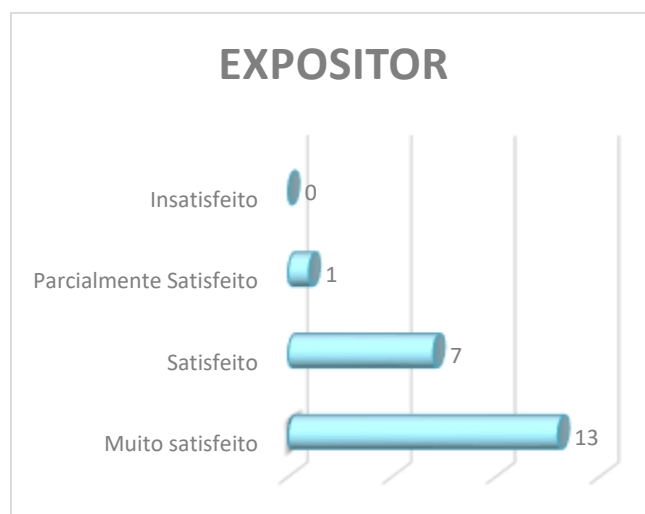 EXPOSITOR
Insatisfeito 0
Parcialmente Satisfeito 1
Satisfeito 7
Muito satisfeito 13